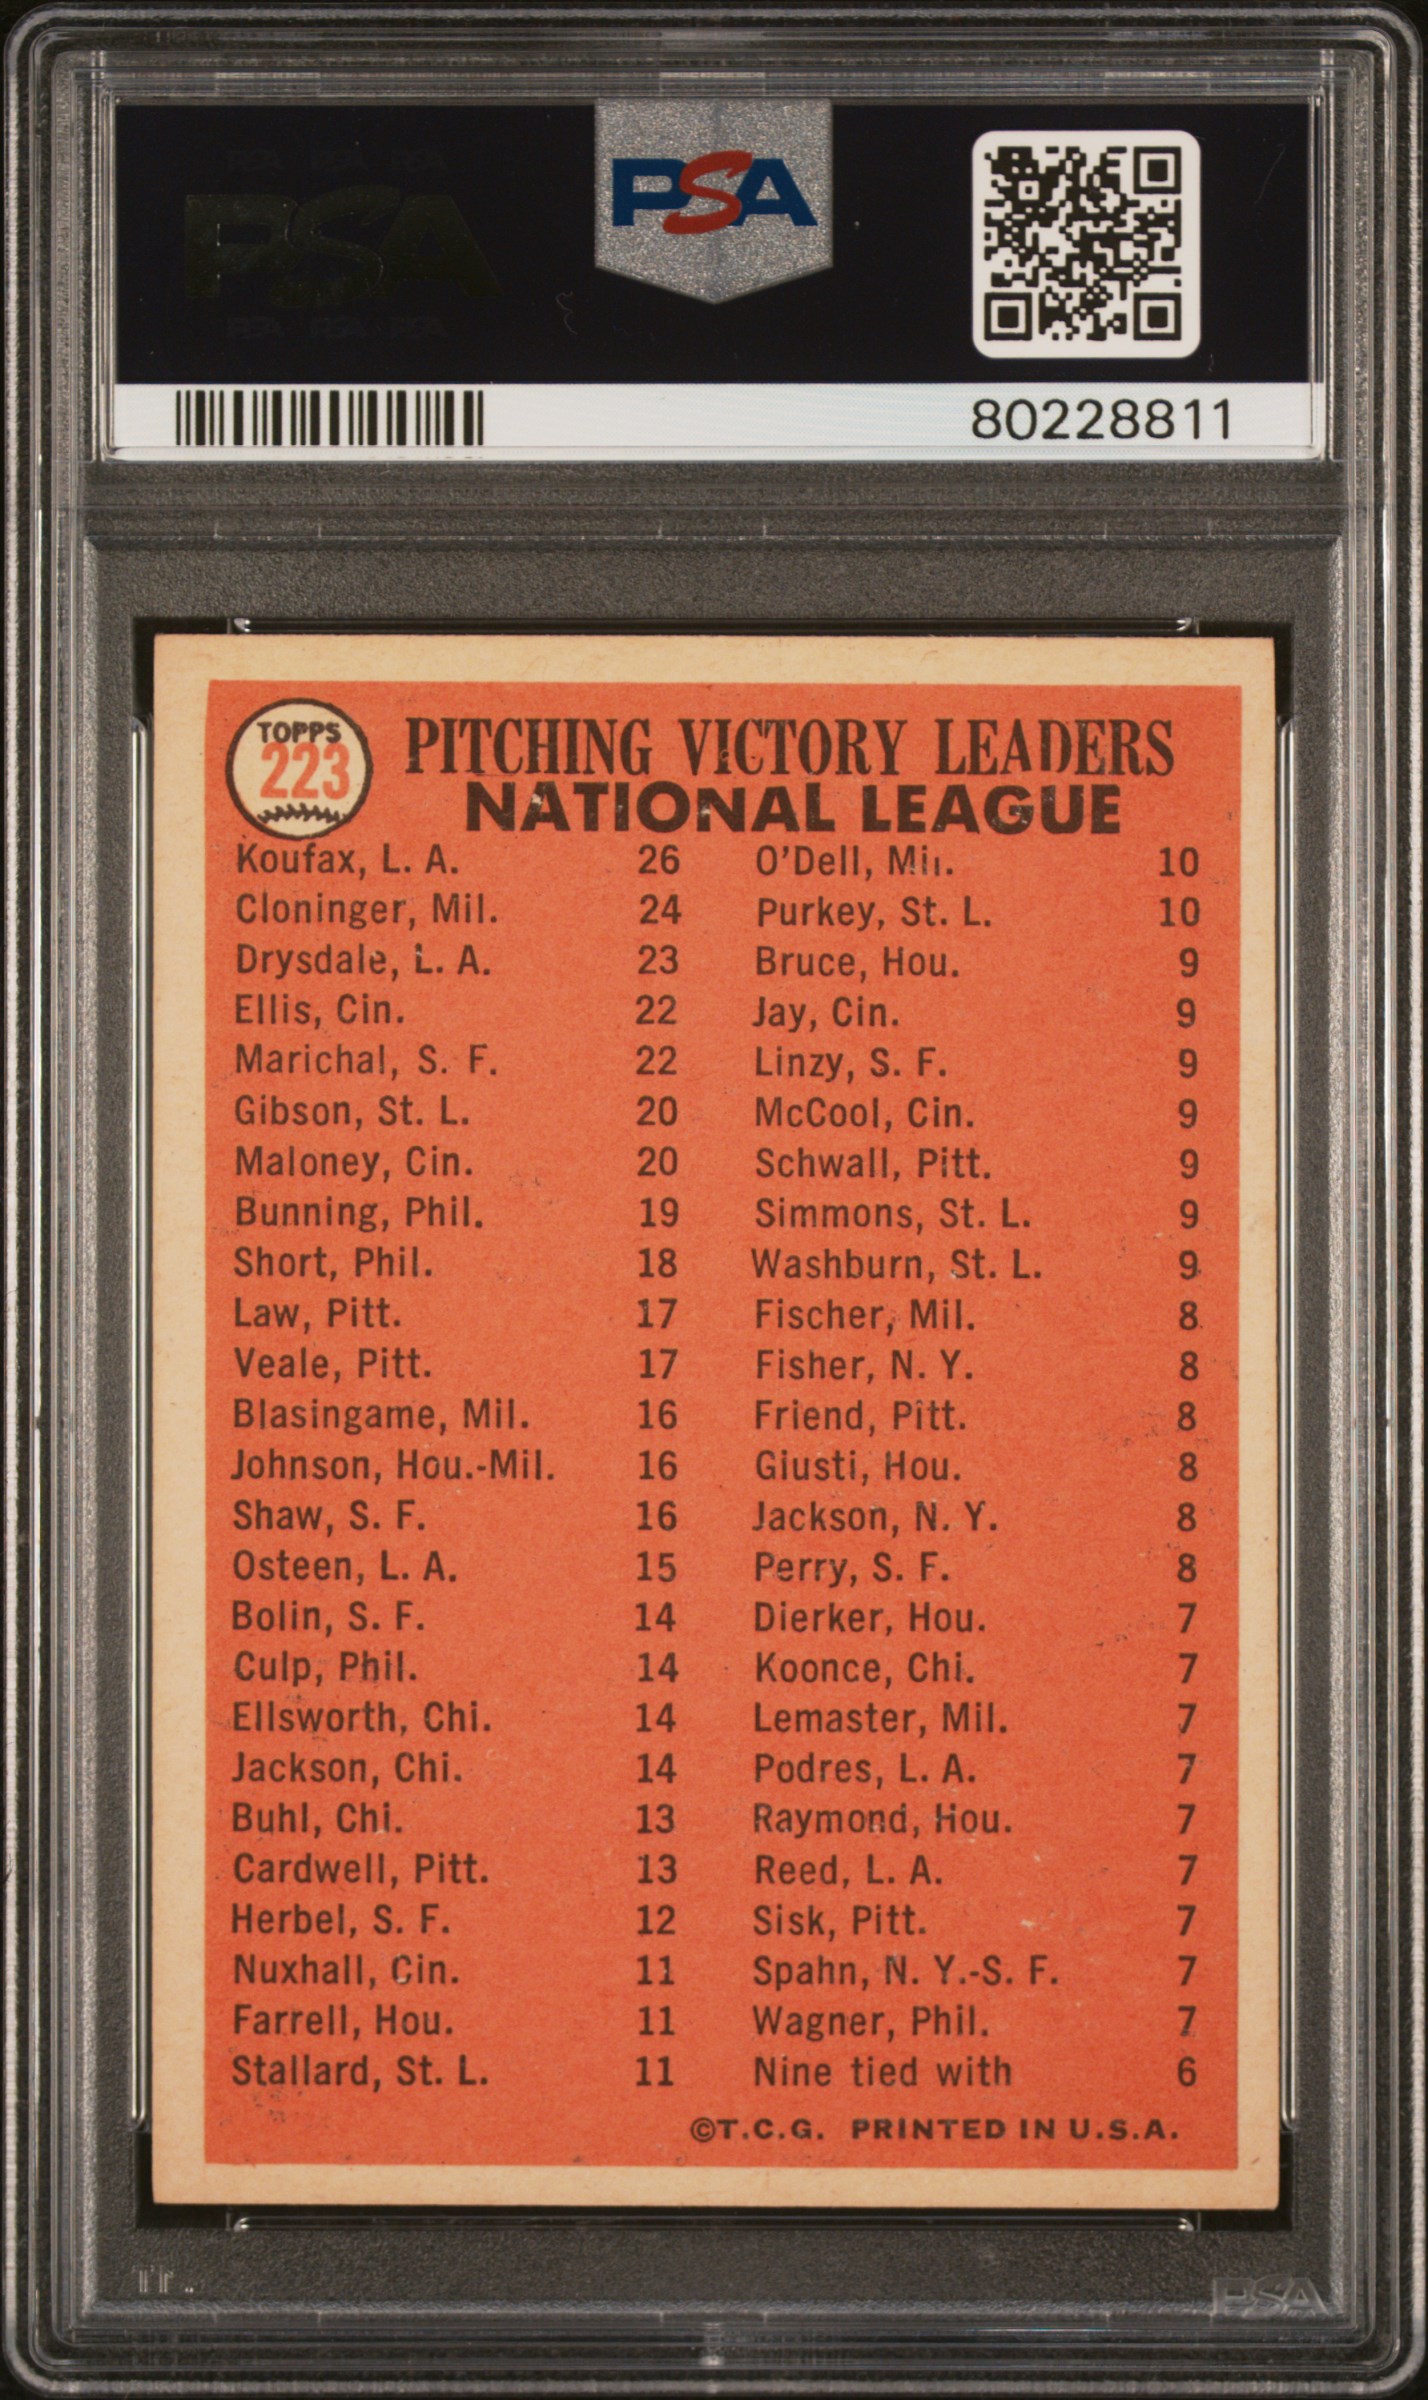 PSA
PSA
80228811
TOPPS
223
PITCHING VICTORY LEADERS
NATIONAL LEAGUE
Koufax, L. A. 26
Cloninger, Mil. 24
Drysdale, L. A. 23
Ellis, Cin. 22
Marichal, S. F. 22
Gibson, St. L. 20
Maloney, Cin. 20
Bunning, Phil. 19
Short, Phil. 18
Law, Pitt. 17
Veale, Pitt. 17
Blasingame, Mil. 16
Johnson, Hou.-Mil. 16
Shaw, S. F. 16
Osteen, L. A. 15
Bolin, S. F. 14
Culp, Phil. 14
Ellsworth, Chi. 14
Jackson, Chi. 14
Buhl, Chi. 13
Cardwell, Pitt. 13
Herbel, S. F. 12
Nuxhall, Cin. 11
Farrell, Hou. 11
Stallard, St. L. 11
O'Dell, Mil. 10
Purkey, St. L. 10
Bruce, Hou. 9
Jay, Cin. 9
Linzy, S. F. 9
McCool, Cin. 9
Schwall, Pitt. 9
Simmons, St. L. 9
Washburn, St. L. 9
Fischer, Mil. 8
Fisher, N. Y. 8
Friend, Pitt. 8
Giusti, Hou. 8
Jackson, N. Y. 8
Perry, S. F. 8
Dierker, Hou. 7
Koonce, Chi. 7
Lemaster, Mil. 7
Podres, L. A. 7
Raymond, Hou. 7
Reed, L. A. 7
Sisk, Pitt. 7
Spahn, N. Y.-S. F. 7
Wagner, Phil. 7
Nine tied with 6
©T.C.G. PRINTED IN U.S.A.
PSA